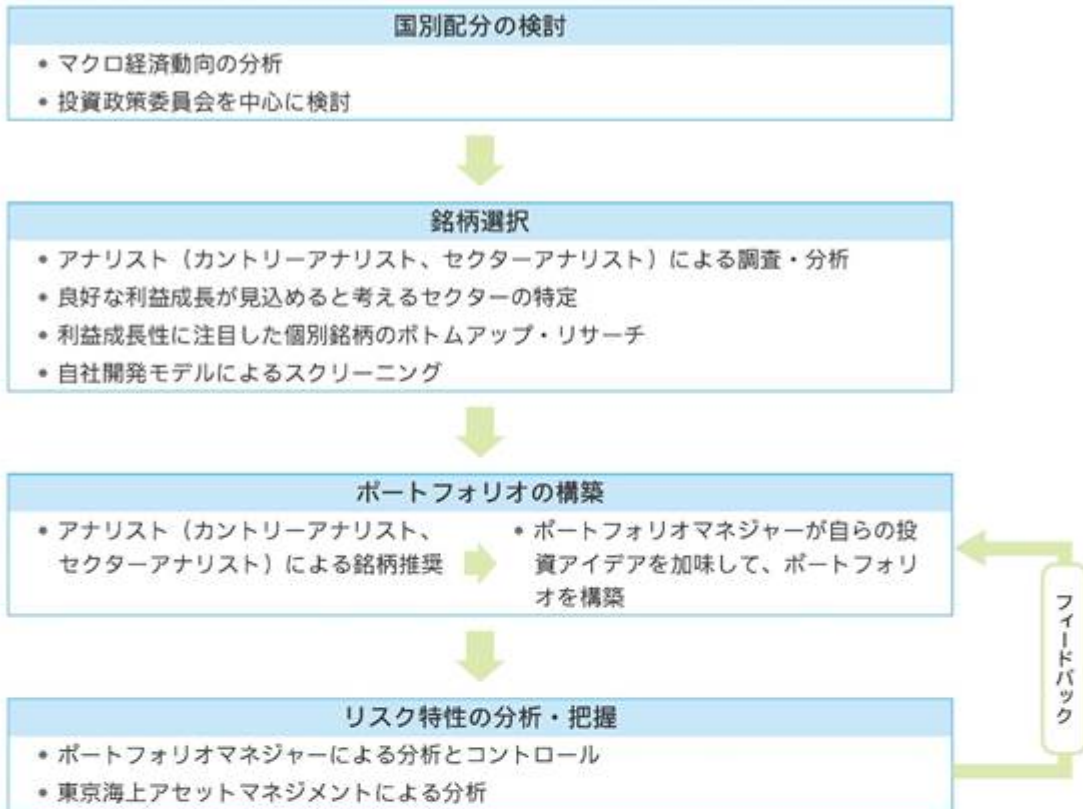 国別配分の検討
• マクロ経済動向の分析
• 投資政策委員会を中心に検討
銘柄選択
• アナリスト（カントリーアナリスト、セクターアナリスト）による調査・分析
• 良好な利益成長が見込めると考えるセクターの特定
• 利益成長性に注目した個別銘柄のボトムアップ・リサーチ
• 自社開発モデルによるスクリーニング
ポートフォリオの構築
• アナリスト（カントリーアナリスト、
セクターアナリスト）による銘柄推奨
• ポートフォリオマネジャーが自らの投
資アイデアを加味して、ポートフォリ
オを構築
フィードバック
リスク特性の分析・把握
• ポートフォリオマネジャーによる分析とコントロール
• 東京海上アセットマネジメントによる分析